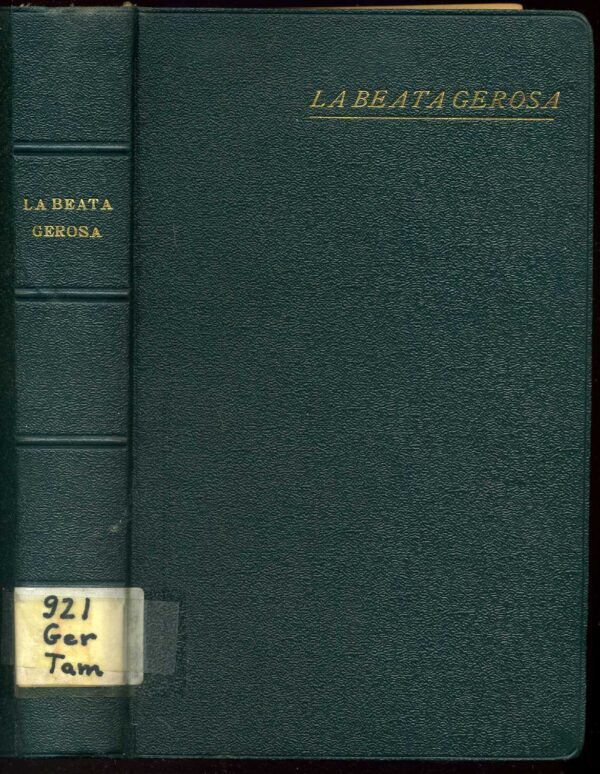 LA BEATA GEROSA
LA BEATA
GEROSA
921
Ger
Tam